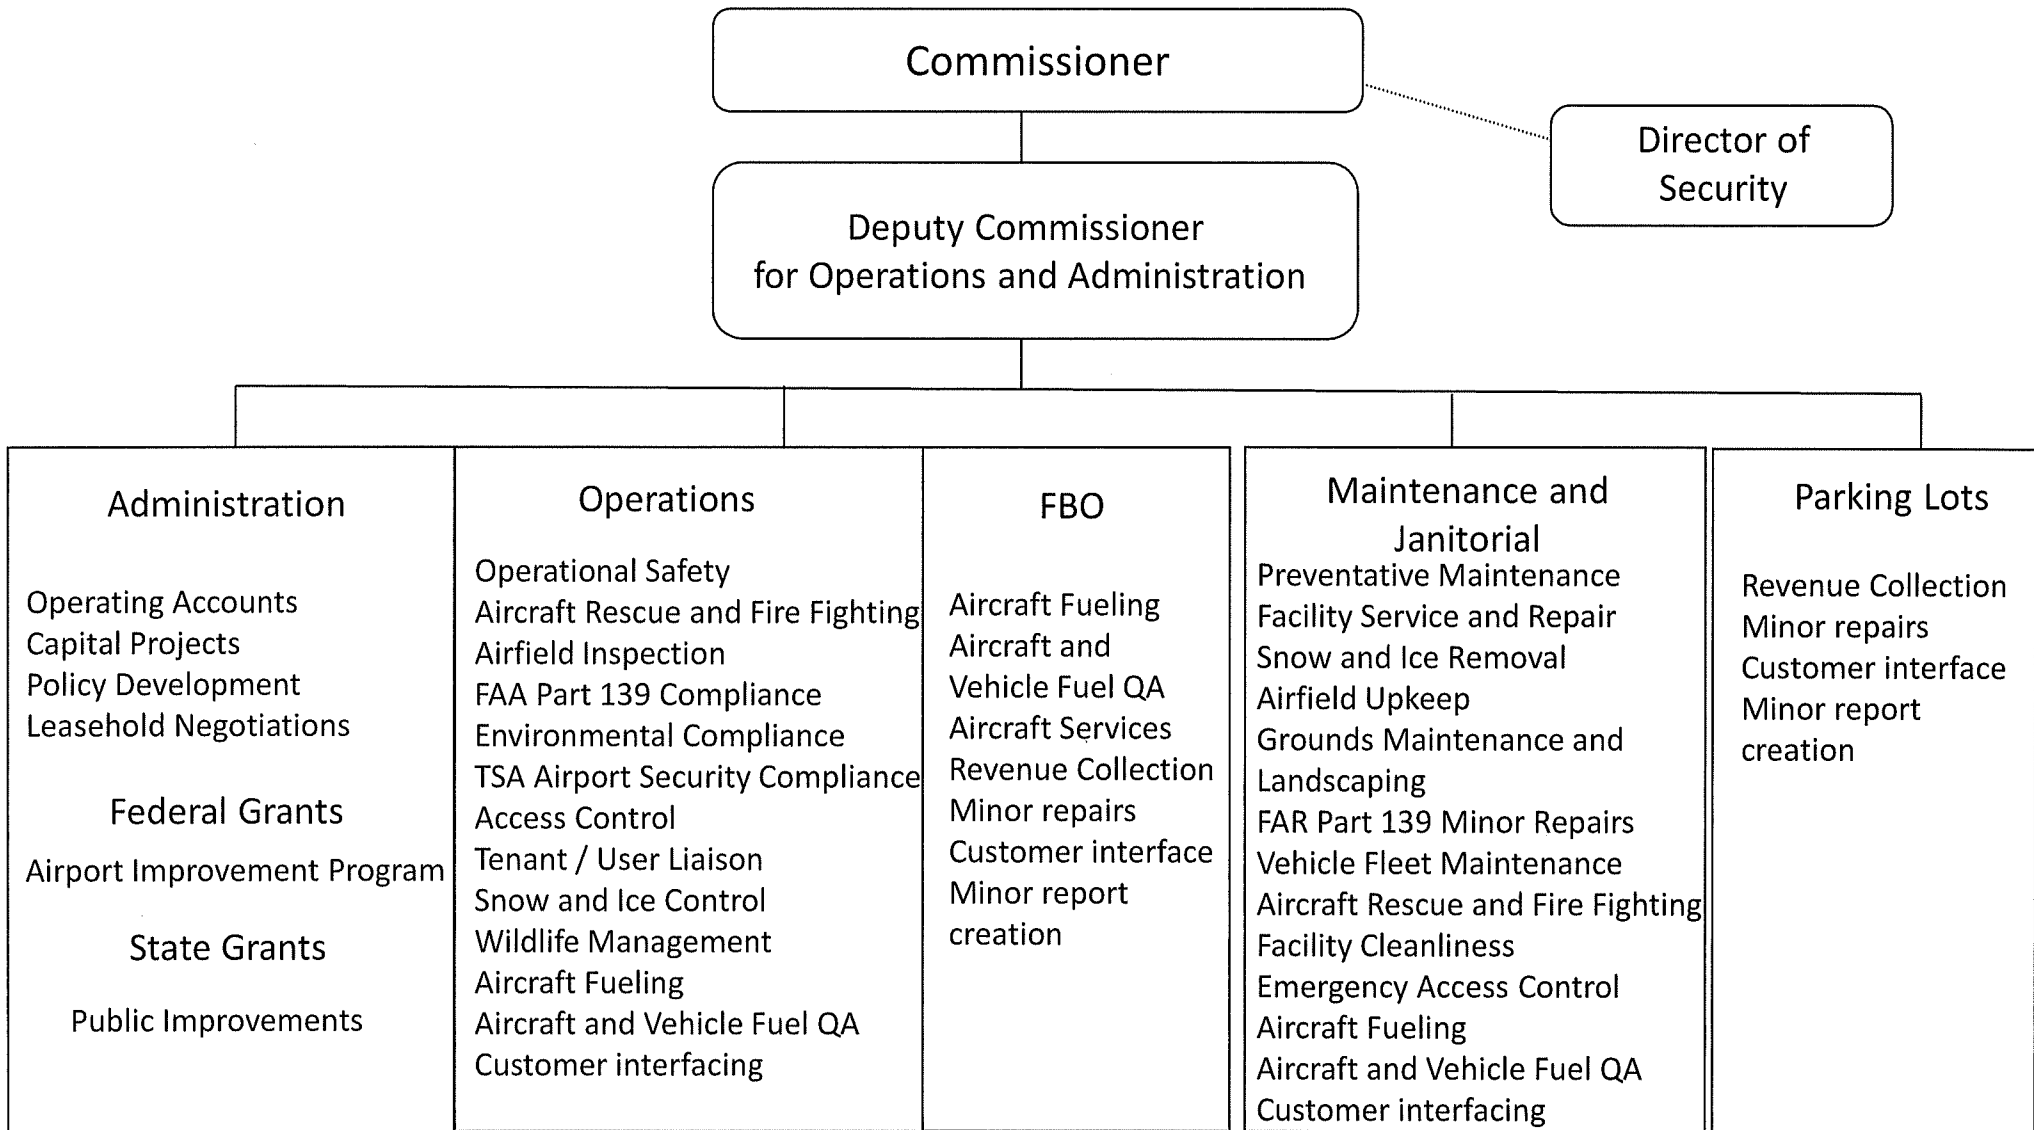 Commissioner
Director of
Security
Deputy Commissioner
for Operations and Administration
Administration
Operating Accounts
Capital Projects
Policy Development
Leasehold Negotiations
Federal Grants
Airport Improvement Program
State Grants
Public Improvements
Operations
Operational Safety
Aircraft Rescue and Fire Fighting
Airfield Inspection
FAA Part 139 Compliance
Environmental Compliance
TSA Airport Security Compliance
Access Control
Tenant / User Liaison
Snow and Ice Control
Wildlife Management
Aircraft Fueling
Aircraft and Vehicle Fuel QA
Customer interfacing
FBO
Aircraft Fueling
Aircraft and
Vehicle Fuel QA
Aircraft Services
Revenue Collection
Minor repairs
Customer interface
Minor report
creation
Maintenance and
Janitorial
Preventative Maintenance
Facility Service and Repair
Snow and Ice Removal
Airfield Upkeep
Grounds Maintenance and
Landscaping
FAR Part 139 Minor Repairs
Vehicle Fleet Maintenance
Aircraft Rescue and Fire Fighting
Facility Cleanliness
Emergency Access Control
Aircraft Fueling
Aircraft and Vehicle Fuel QA
Customer interfacing
Parking Lots
Revenue Collection
Minor repairs
Customer interface
Minor report
creation